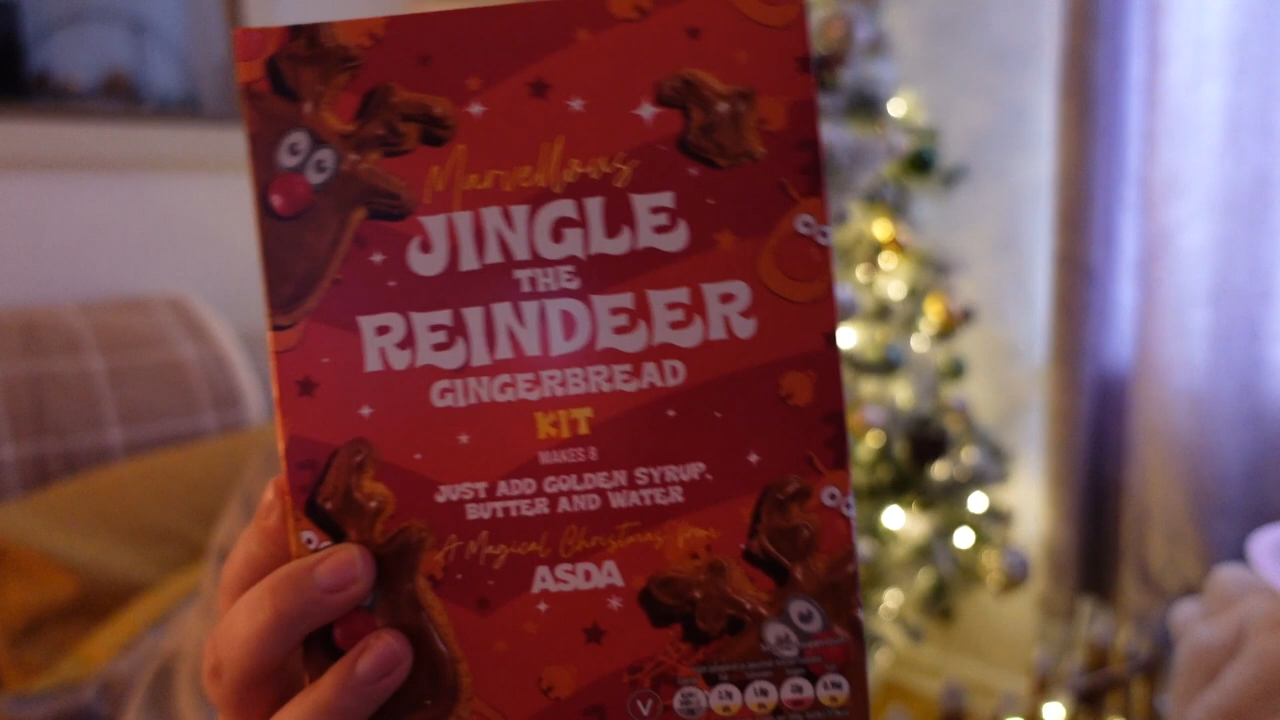 Marvellous
JINGLE
THE
REINDEER
GINGERBREAD
KIT
MAKES 8
JUST ADD GOLDEN SYRUP,
BUTTER AND WATER
A Magical Christmas from
ASDA
V